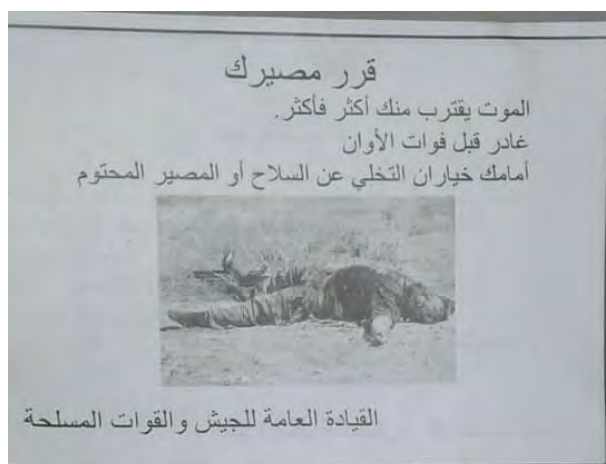 قرر مصيرك
الموت يقترب منك أكثر فأكثر.
غادر قبل فوات الأوان
أمامك خياران التخلي عن السلاح أو المصير المحتوم
القيادة العامة للجيش والقوات المسلحة